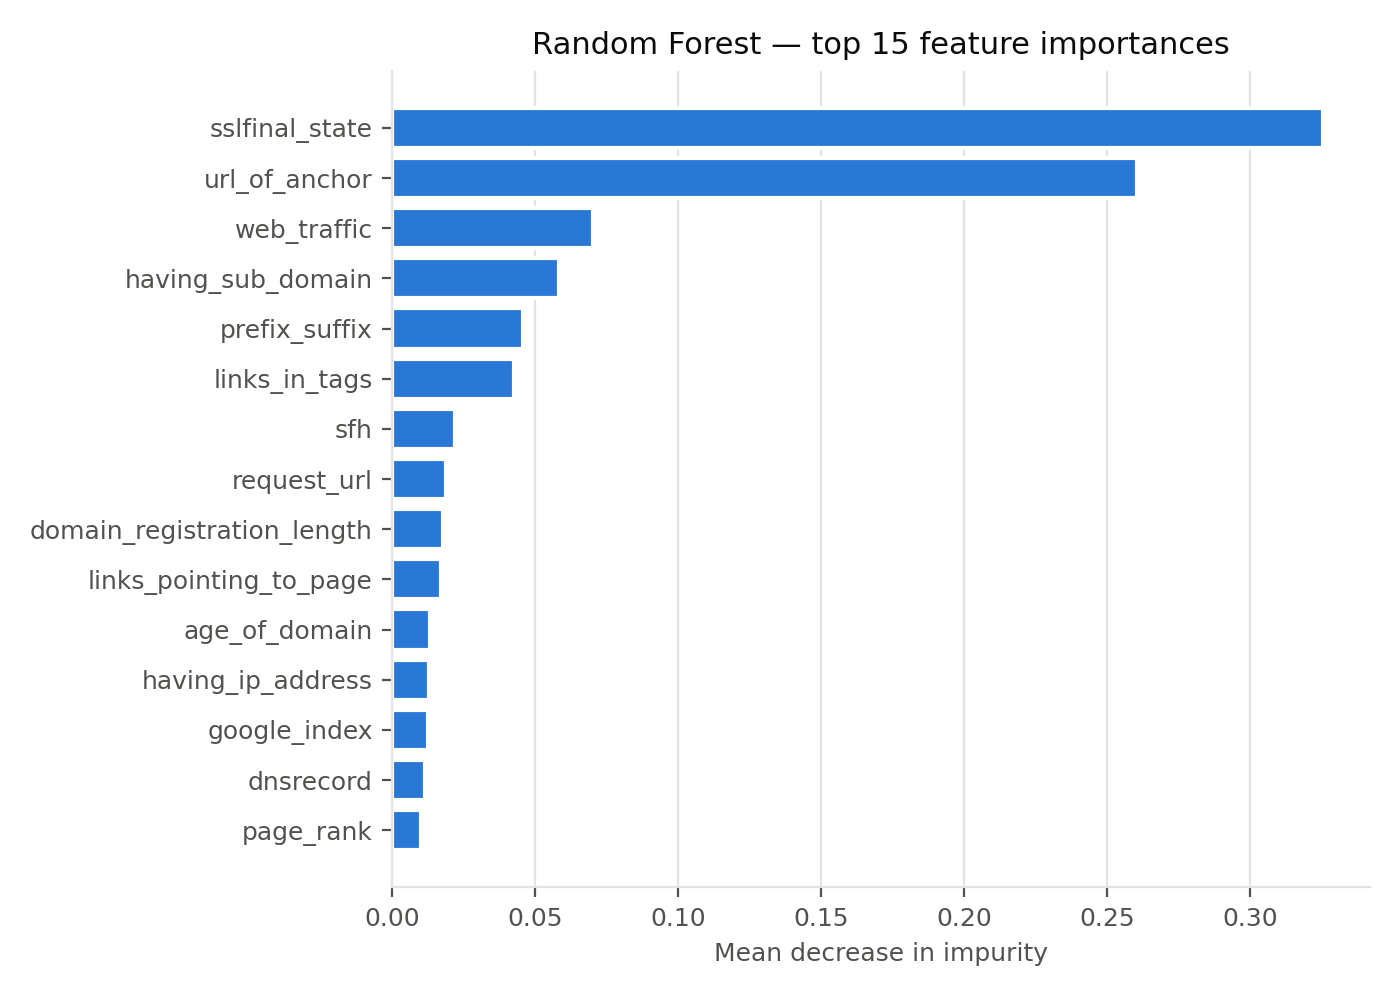 Random Forest — top 15 feature importances
sslfinal_state
url_of_anchor
web_traffic
having_sub_domain
prefix_suffix
links_in_tags
sfh
request_url
domain_registration_length
links_pointing_to_page
age_of_domain
having_ip_address
google_index
dnsrecord
page_rank
0.00 0.05 0.10 0.15 0.20 0.25 0.30
Mean decrease in impurity